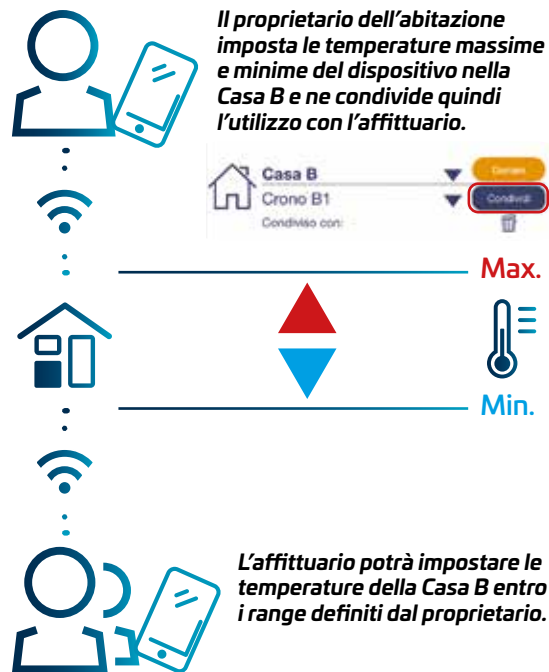 Il proprietario dell'abitazione
imposta le temperature massime
e minime del dispositivo nella
Casa B e ne condivide quindi
l'utilizzo con l'affittuario.
Casa B
Crono B1
Condividi
Condiviso con:
Max.
Min.
L'affittuario potrà impostare le
temperature della Casa B entro
i range definiti dal proprietario.